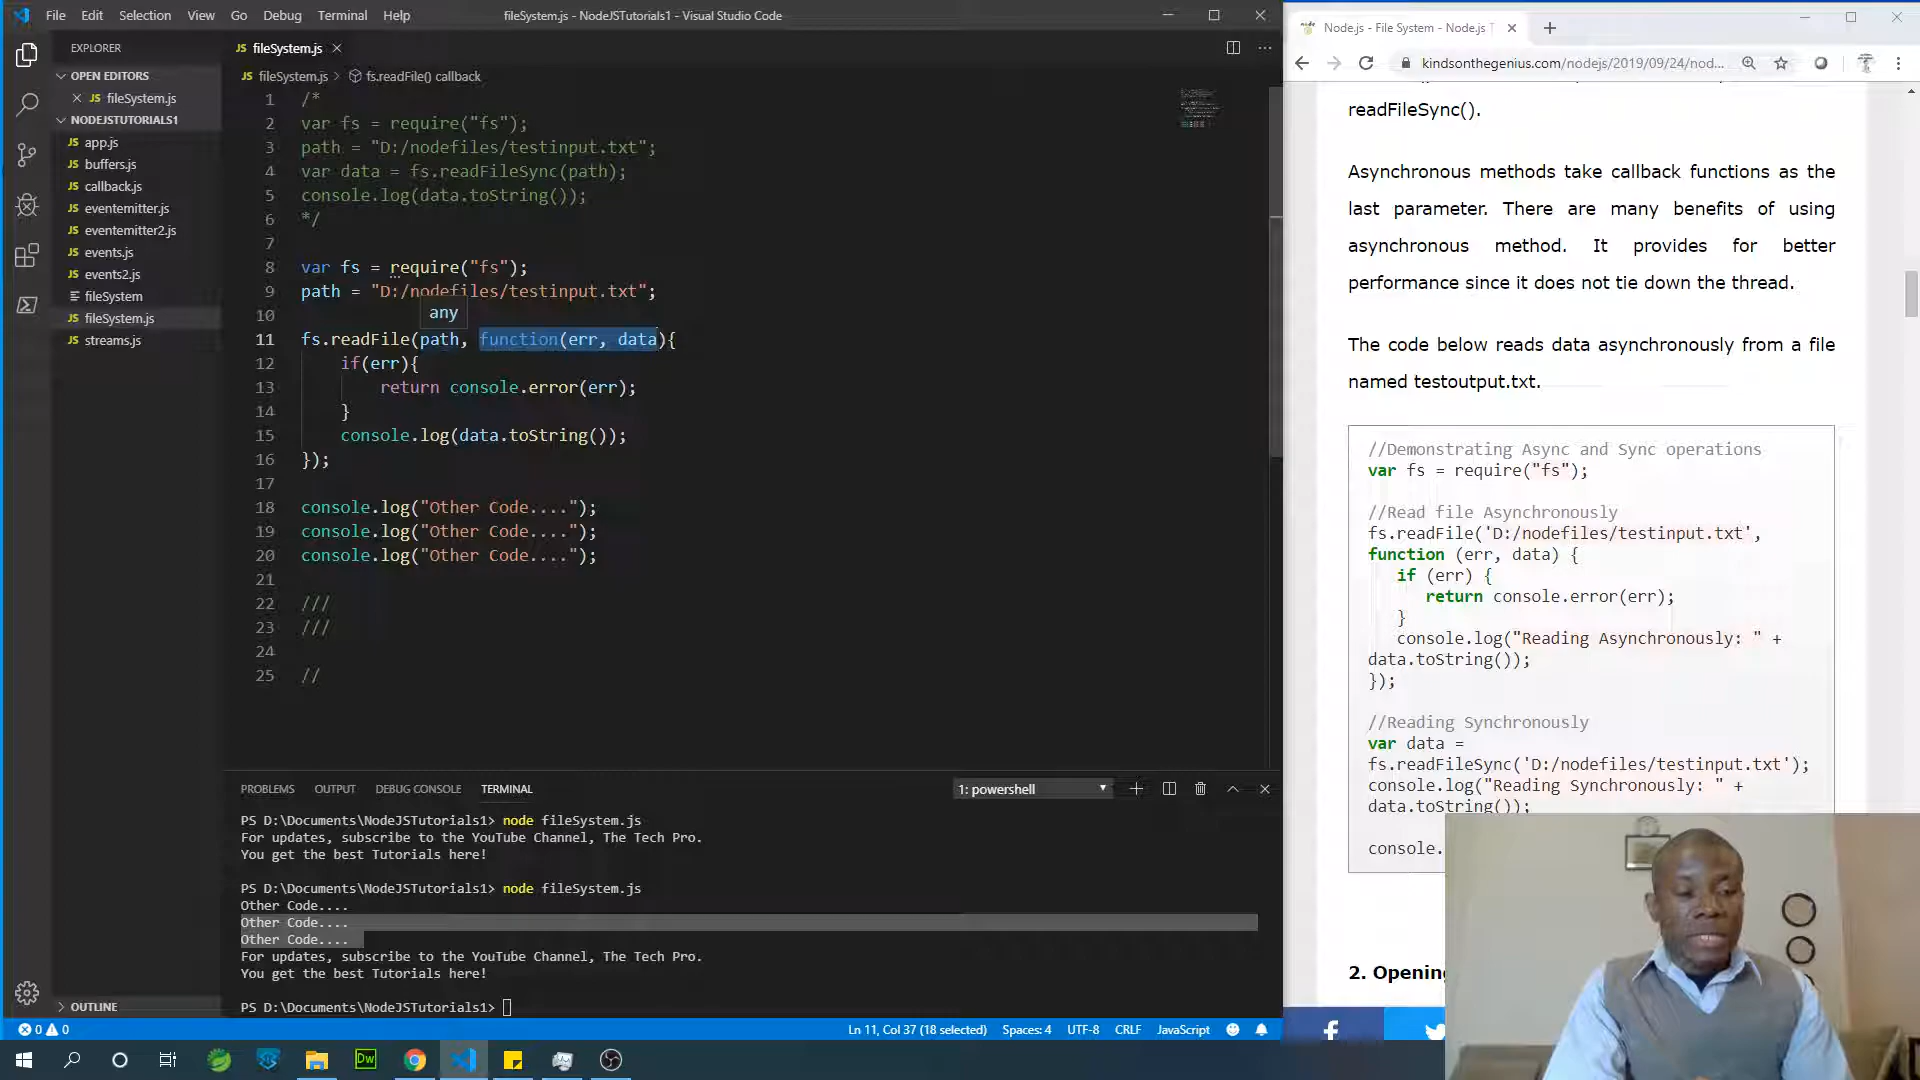 File Edit Selection View Go Debug Terminal Help
fileSystem.js - NodeJSTutorials1 - Visual Studio Code
EXPLORER
OPEN EDITORS
JS fileSystem.js
NODEJSTUTORIALS1
JS app.js
JS buffers.js
JS callback.js
JS eventemitter.js
JS eventemitter2.js
JS events.js
JS events2.js
fileSystem
JS fileSystem.js
JS streams.js
OUTLINE
JS fileSystem.js
JS fileSystem.js > fs.readFile() callback
1 /*
2 var fs = require("fs");
3 path = "D:/nodefiles/testinput.txt";
4 var data = fs.readFileSync(path);
5 console.log(data.toString());
6 */
7
8 var fs = require("fs");
9 path = "D:/nodefiles/testinput.txt";
any
10
11 fs.readFile(path, function(err, data){
12 if(err){
13 return console.error(err);
14 }
15 console.log(data.toString());
16 });
17
18 console.log("Other Code....");
19 console.log("Other Code....");
20 console.log("Other Code....");
21
22 ///
23 ///
24
25 //
PROBLEMS OUTPUT DEBUG CONSOLE TERMINAL
1: powershell
PS D:\Documents\NodeJSTutorials1> node fileSystem.js
For updates, subscribe to the YouTube Channel, The Tech Pro.
You get the best Tutorials here!
PS D:\Documents\NodeJSTutorials1> node fileSystem.js
Other Code....
Other Code....
Other Code....
For updates, subscribe to the YouTube Channel, The Tech Pro.
You get the best Tutorials here!
PS D:\Documents\NodeJSTutorials1>
0 0
Ln 11, Col 37 (18 selected) Spaces: 4 UTF-8 CRLF JavaScript
Dw
Node.js - File System - Node.js T
kindsonthegenius.com/nodejs/2019/09/24/nod...
readFileSync().
Asynchronous methods take callback functions as the
last parameter. There are many benefits of using
asynchronous method. It provides for better
performance since it does not tie down the thread.
The code below reads data asynchronously from a file
named testoutput.txt.
//Demonstrating Async and Sync operations
var fs = require("fs");
//Read file Asynchronously
fs.readFile('D:/nodefiles/testinput.txt',
function (err, data) {
if (err) {
return console.error(err);
}
console.log("Reading Asynchronously: " +
data.toString());
});
//Reading Synchronously
var data =
fs.readFileSync('D:/nodefiles/testinput.txt');
console.log("Reading Synchronously: " +
data.toString());
console.
2. Opening